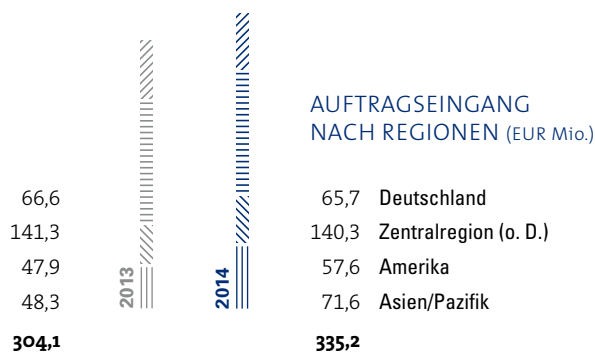 AUFTRAGSEINGANG
NACH REGIONEN (EUR Mio.)
66,6 65,7 Deutschland
141,3 140,3 Zentralregion (o. D.)
47,9 57,6 Amerika
48,3 2013 2014 71,6 Asien/Pazifik
304,1 335,2